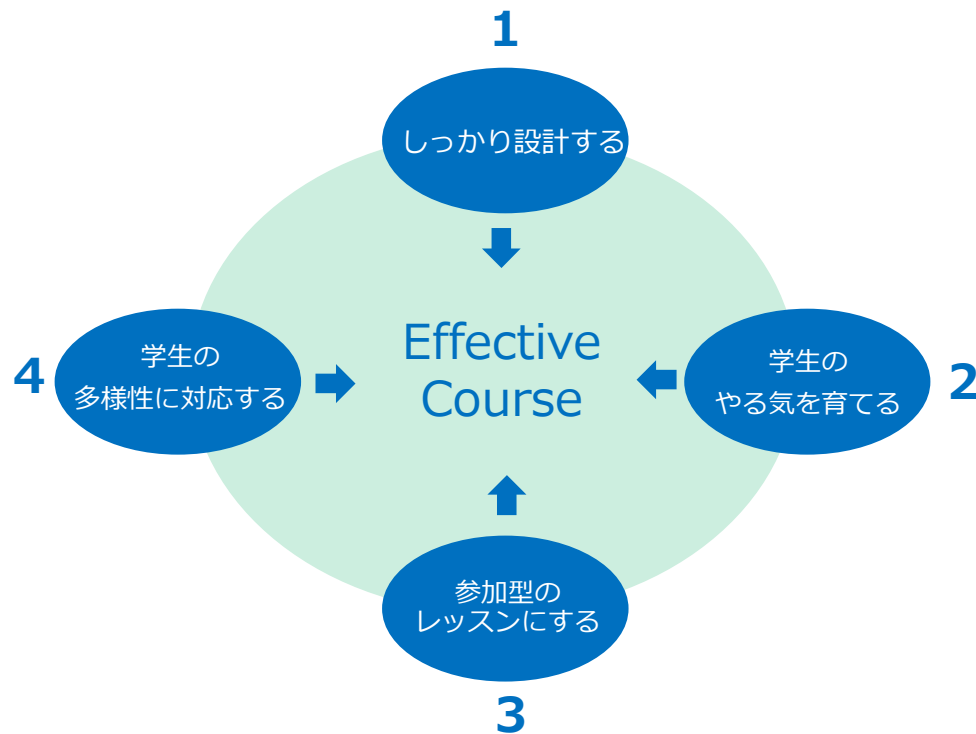 1
しっかり設計する
Effective
Course
学生の
多様性に対応する
4
学生の
やる気を育てる
2
参加型の
レッスンにする
3